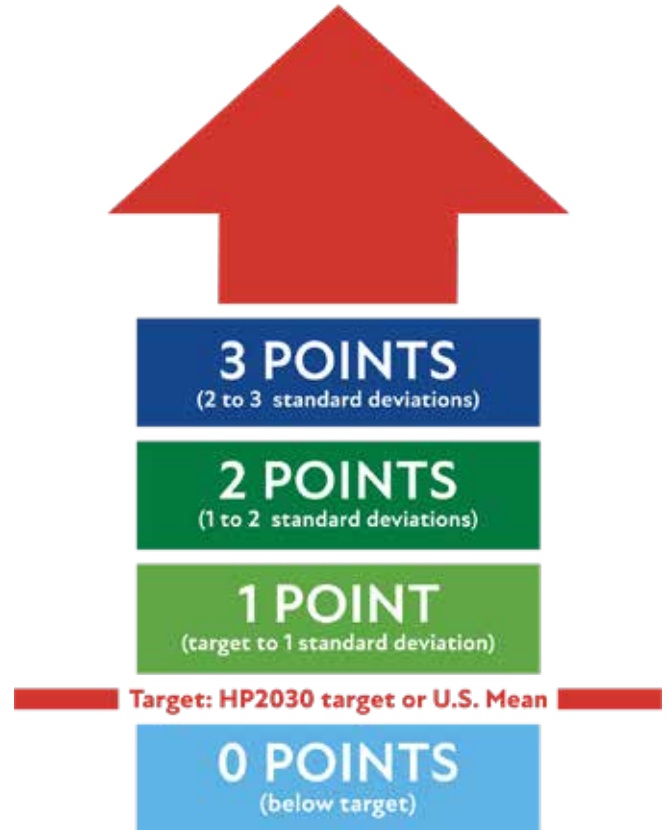 3 POINTS
(2 to 3 standard deviations)
2 POINTS
(1 to 2 standard deviations)
1 POINT
(target to 1 standard deviation)
Target: HP2030 target or U.S. Mean
0 POINTS
(below target)